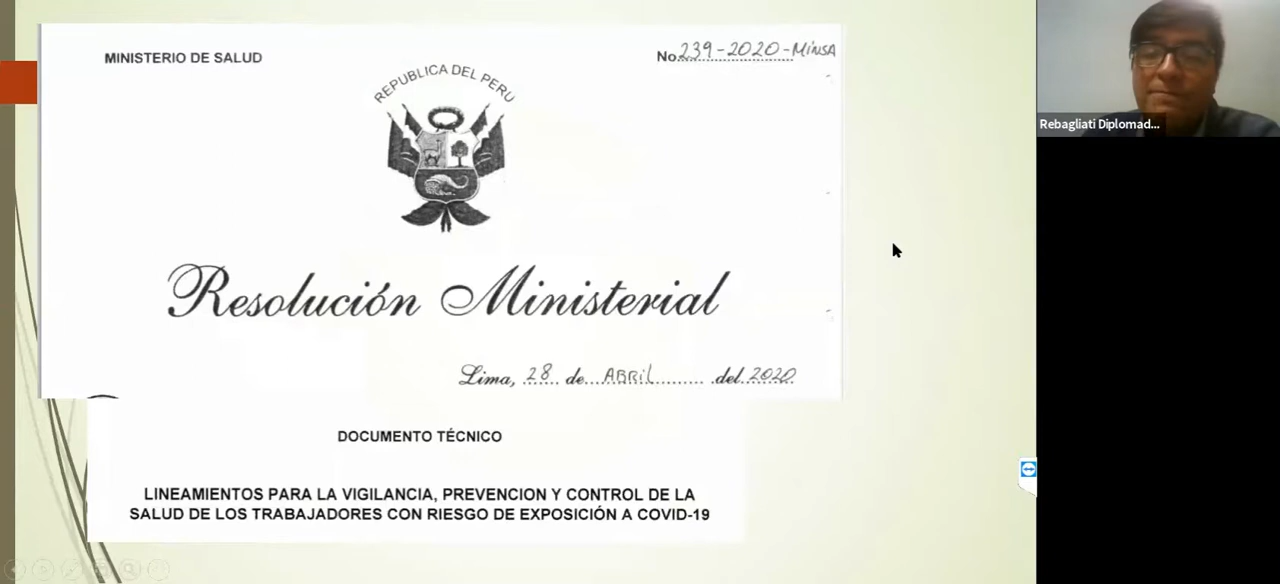 MINISTERIO DE SALUD
No. 239-2020-MINSA
REPUBLICA DEL PERU
Resolución Ministerial
Lima, 28 de ABRIL del 2020
DOCUMENTO TÉCNICO
LINEAMIENTOS PARA LA VIGILANCIA, PREVENCION Y CONTROL DE LA
SALUD DE LOS TRABAJADORES CON RIESGO DE EXPOSICIÓN A COVID-19
Rebagliati Diplomad...